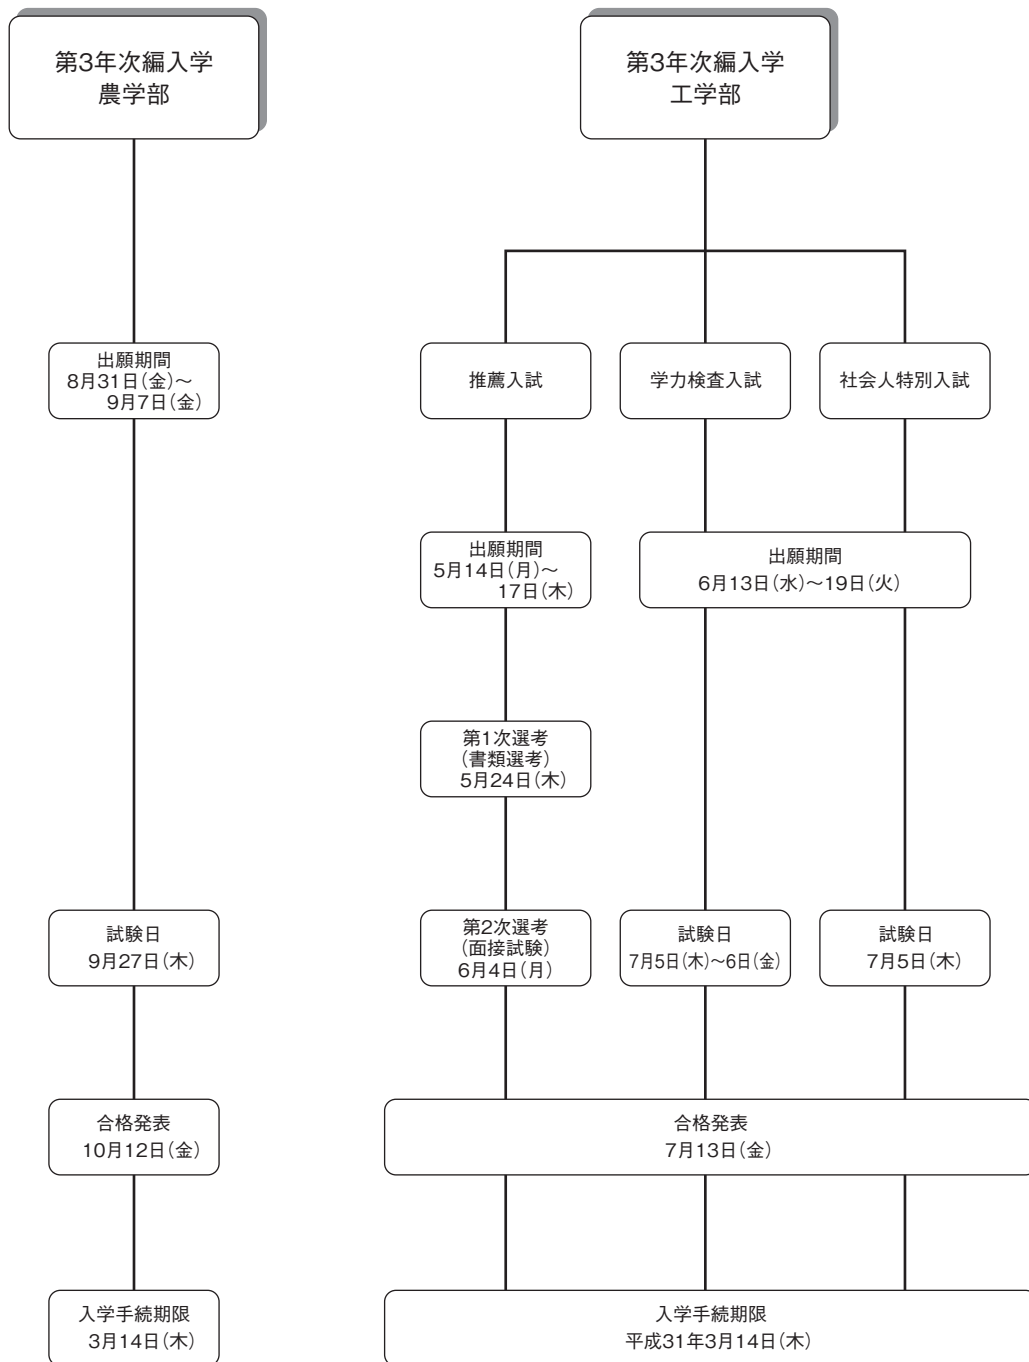 第3年次編入学
農学部
出願期間
8月31日(金)～
9月7日(金)
試験日
9月27日(木)
合格発表
10月12日(金)
入学手続期限
3月14日(木)
第3年次編入学
工学部
推薦入試
学力検査入試
社会人特別入試
出願期間
5月14日(月)～
17日(木)
出願期間
6月13日(水)～19日(火)
第1次選考
(書類選考)
5月24日(木)
第2次選考
(面接試験)
6月4日(月)
試験日
7月5日(木)～6日(金)
試験日
7月5日(木)
合格発表
7月13日(金)
入学手続期限
平成31年3月14日(木)